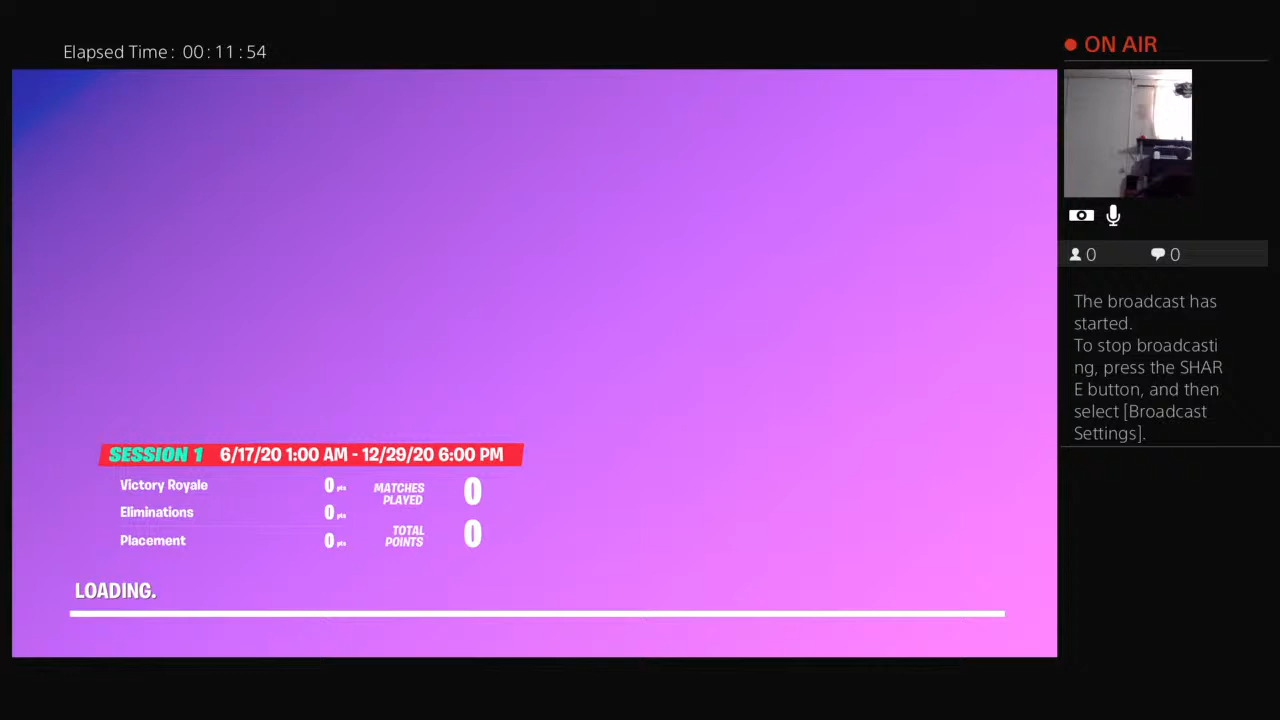 Elapsed Time: 00:11:54
ON AIR
0 0
The broadcast has
started.
To stop broadcasti
ng, press the SHAR
E button, and then
select [Broadcast
Settings].
SESSION 1 6/17/20 1:00 AM - 12/29/20 6:00 PM
Victory Royale 0 pts
Eliminations 0 pts
Placement 0 pts
MATCHES
PLAYED 0
TOTAL
POINTS 0
LOADING.